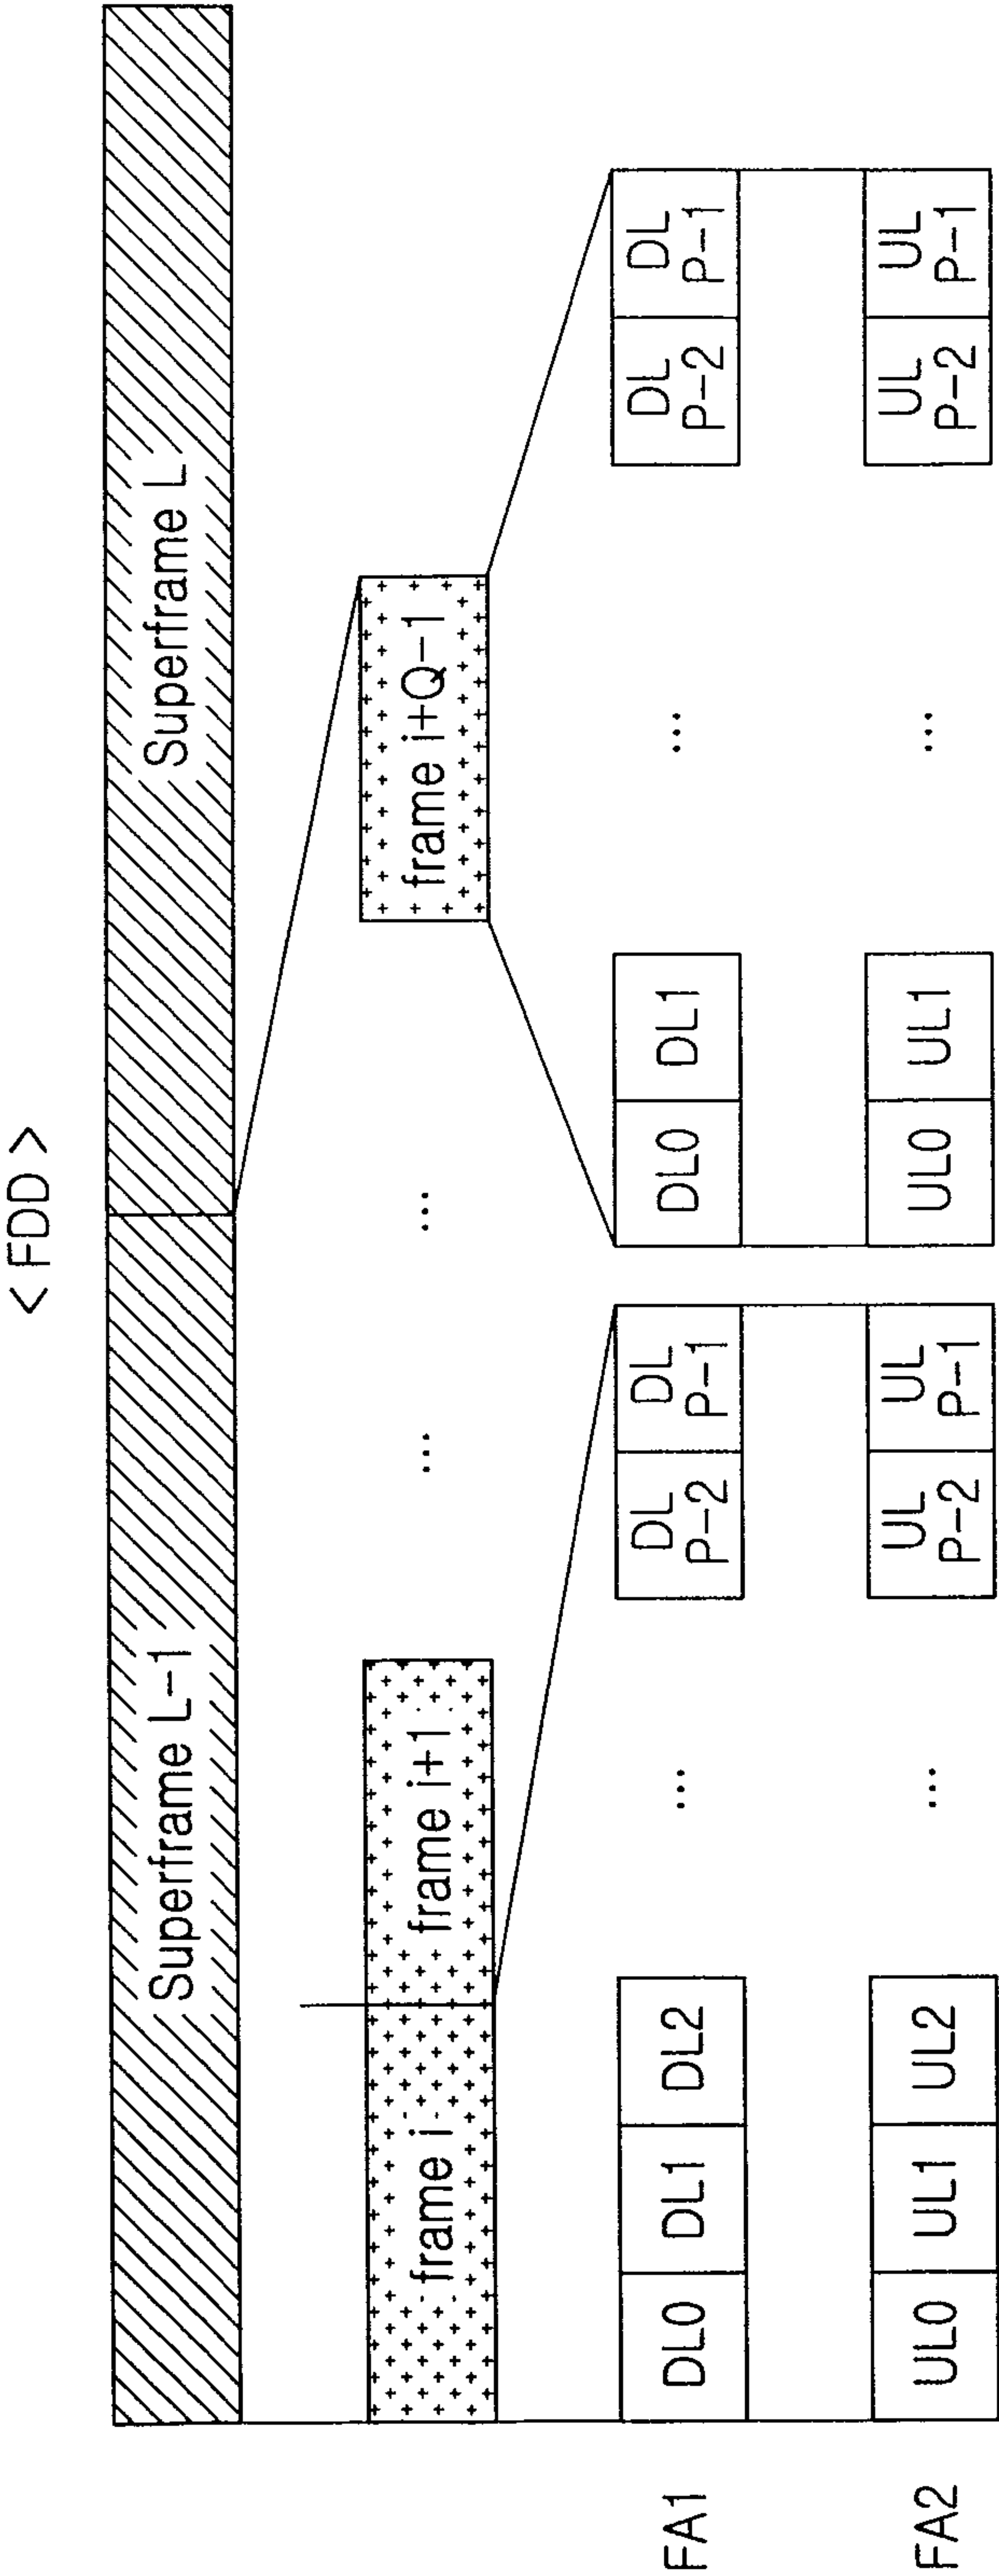 < FDD >
Superframe L-1
Superframe L
frame i
frame i+1
...
...
frame i+Q-1
FA1
DL0
DL1
DL2
...
DL
P-2
DL
P-1
DL0
DL1
...
DL
P-2
DL
P-1
FA2
UL0
UL1
UL2
...
UL
P-2
UL
P-1
UL0
UL1
...
UL
P-2
UL
P-1